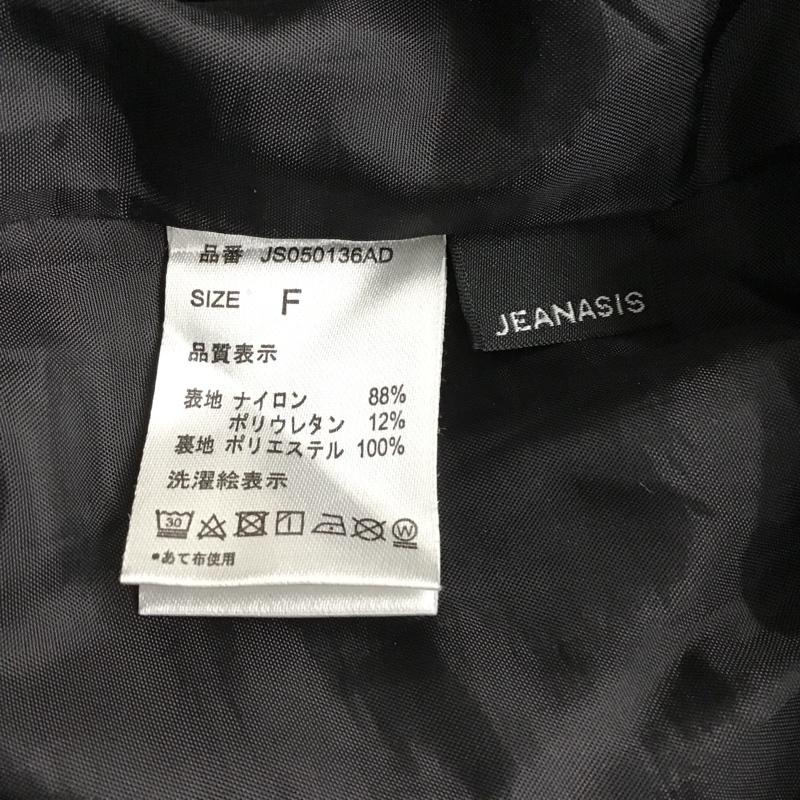 品番 JS050136AD
SIZE F
品質表示
表地 ナイロン 88%
ポリウレタン 12%
裏地 ポリエステル 100%
洗濯絵表示
30 W
●あて布使用
JEANASIS